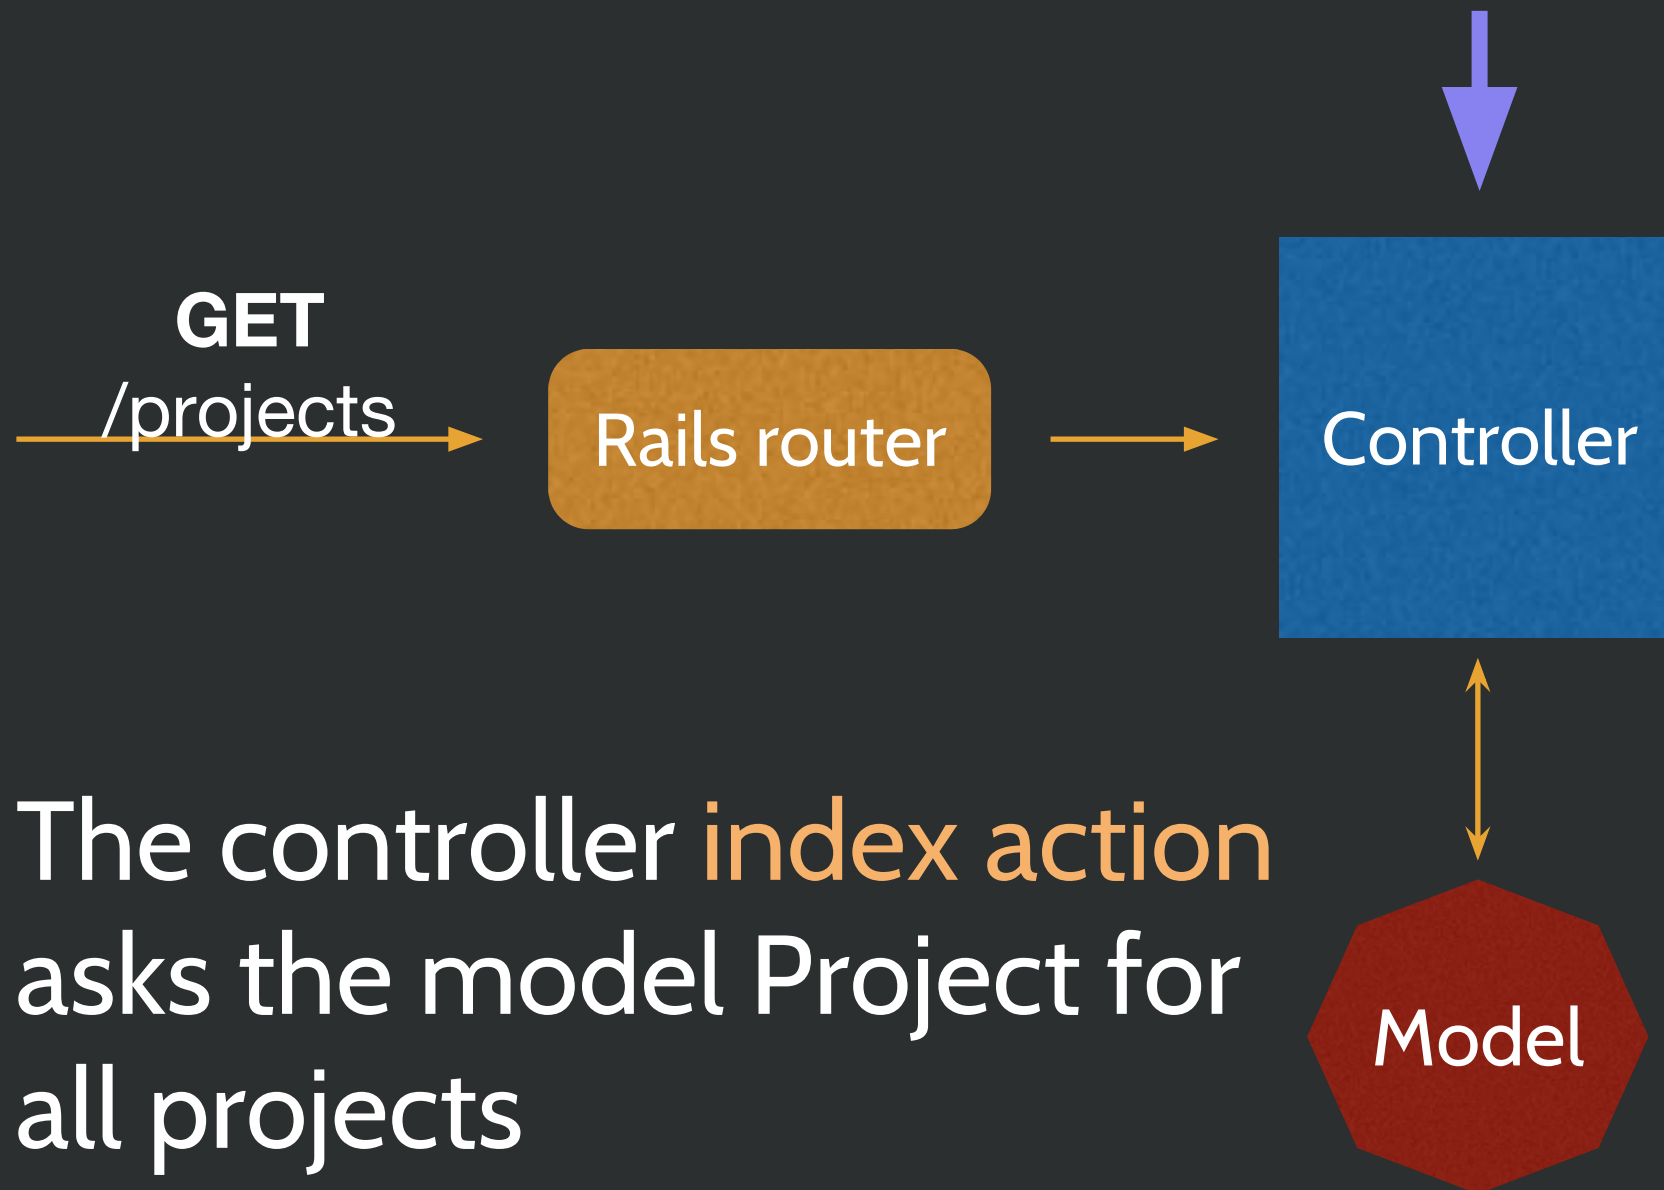 GET
/projects
Rails router
Controller
The controller index action
asks the model Project for
all projects
Model